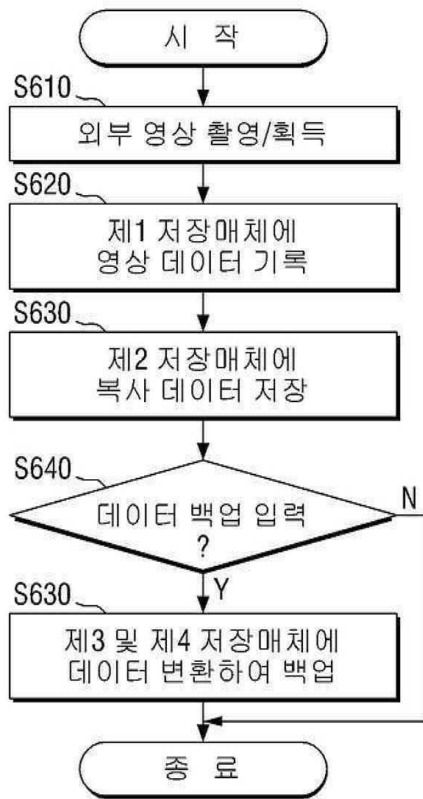 시 작
S610
외부 영상 촬영/획득
S620
제1 저장매체에
영상 데이터 기록
S630
제2 저장매체에
복사 데이터 저장
S640
데이터 백업 입력
?
N
Y
S630
제3 및 제4 저장매체에
데이터 변환하여 백업
종 료